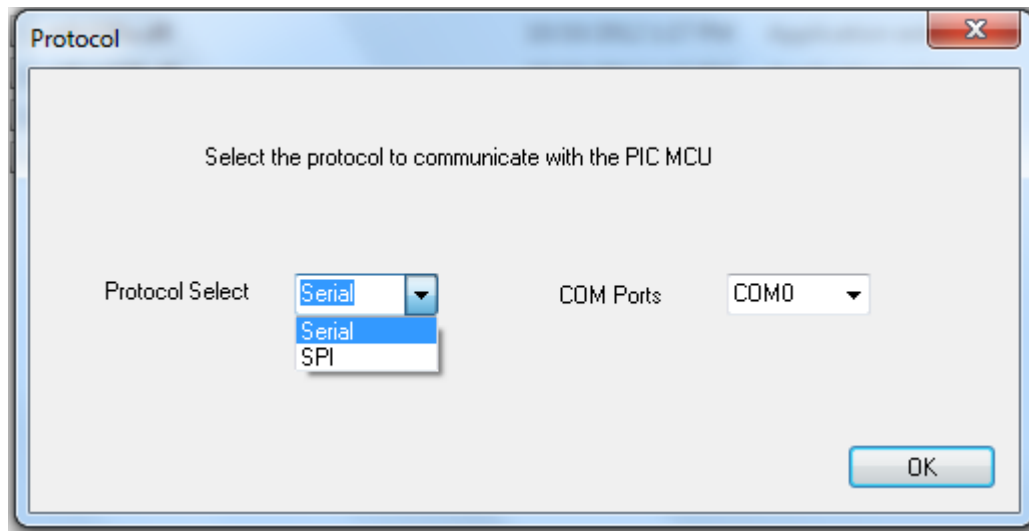 Protocol
Select the protocol to communicate with the PIC MCU
Protocol Select Serial COM Ports COM0
Serial
SPI
OK